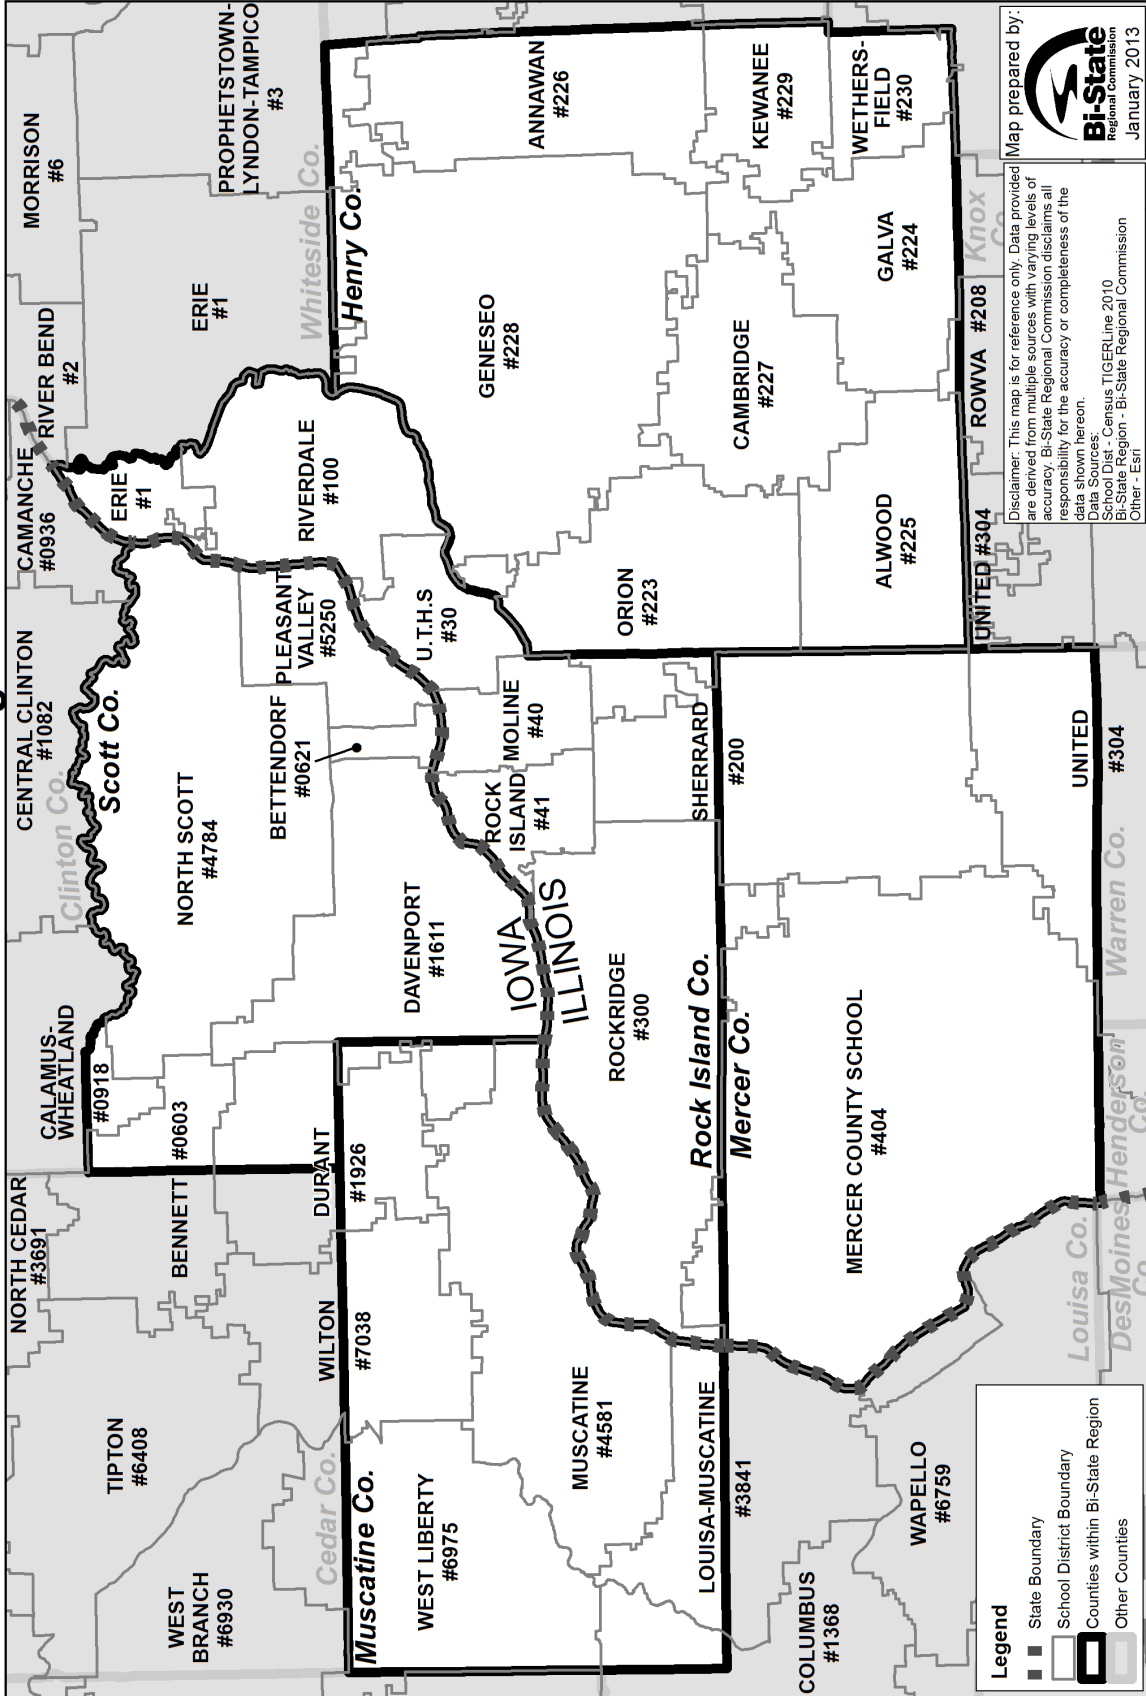 NORTH CEDAR
#3691
CALAMUS-
WHEATLAND
#0918
CENTRAL CLINTON
#1082
CAMANCHE
#0936
RIVER BEND
#2
MORRISON
#6
PROPHETSTOWN-
LYNDON-TAMPICO
#3
TIPTON
#6408
BENNETT
#0603
Clinton Co.
Scott Co.
ERIE
#1
ERIE
#1
Whiteside Co.
WEST
BRANCH
#6930
NORTH SCOTT
#4784
BETTENDORF
#0621
PLEASANT
VALLEY
#5250
RIVERDALE
#100
Cedar Co.
WILTON
#7038
DURANT
#1926
Henry Co.
Muscatine Co.
WEST LIBERTY
#6975
DAVENPORT
#1611
U.T.H.S
#30
GENESEO
#228
ANNAWAN
#226
IOWA
ILLINOIS
ROCK
ISLAND
#41
MOLINE
#40
MUSCATINE
#4581
ROCKRIDGE
#300
ORION
#223
SHERRARD
#200
CAMBRIDGE
#227
KEWANEE
#229
LOUISA-MUSCATINE
#3841
Rock Island Co.
Mercer Co.
WETHERS-
FIELD
#230
COLUMBUS
#1368
MERCER COUNTY SCHOOL
#404
ALWOOD
#225
GALVA
#224
WAPELLO
#6759
UNITED #304
ROWVA #208
Knox
Co.
Louisa Co.
DesMoines
Co.
Henderson
Co.
Warren Co.
UNITED
#304
Legend
State Boundary
School District Boundary
Counties within Bi-State Region
Other Counties
Disclaimer: This map is for reference only. Data provided
are derived from multiple sources with varying levels of
accuracy. Bi-State Regional Commission disclaims all
responsibility for the accuracy or completeness of the
data shown hereon.
Data Sources:
School Dist - Census TIGERLine 2010
Bi-State Region - Bi-State Regional Commission
Other - Esri
Map prepared by:
Bi-State
Regional Commission
January 2013